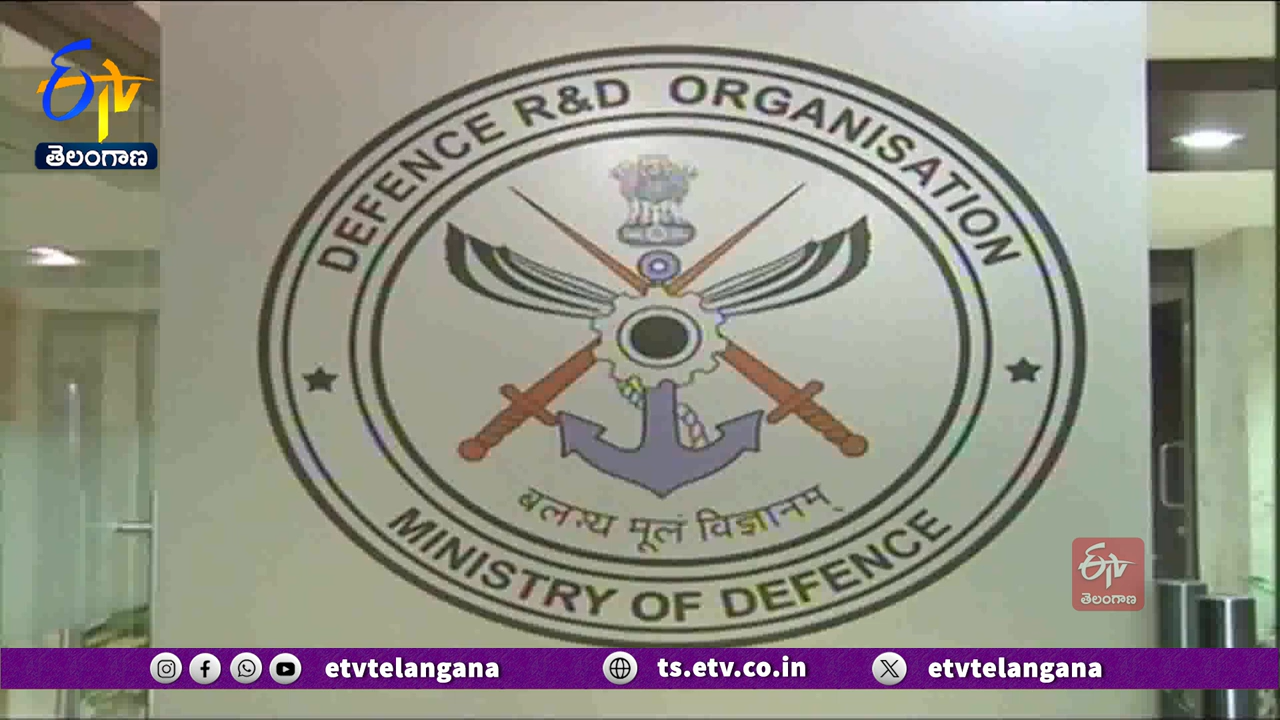 ETV
తెలంగాణ
DEFENCE R&D ORGANISATION
बलस्य मूलं विज्ञानम्
MINISTRY OF DEFENCE
ETV
తెలంగాణ
etvtelangana
ts.etv.co.in
etvtelangana